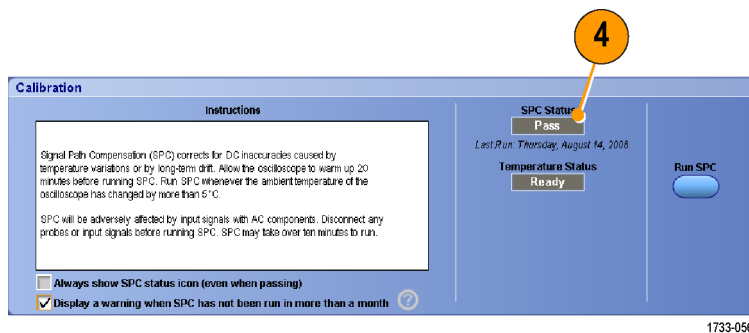 4
Calibration
Instructions
Signal Path Compensation (SPC) corrects for DC inaccuracies caused by
temperature variations or by long-term drift. Allow the oscilloscope to warm up 20
minutes before running SPC. Run SPC whenever the ambient temperature of the
oscilloscope has changed by more than 5°C.
SPC will be adversely affected by input signals with AC components. Disconnect any
probes or input signals before running SPC. SPC may take over ten minutes to run.
Always show SPC status icon (even when passing)
Display a warning when SPC has not been run in more than a month ?
SPC Status
Pass
Last Run: Thursday, August 14, 2008
Temperature Status
Ready
Run SPC
1733-056